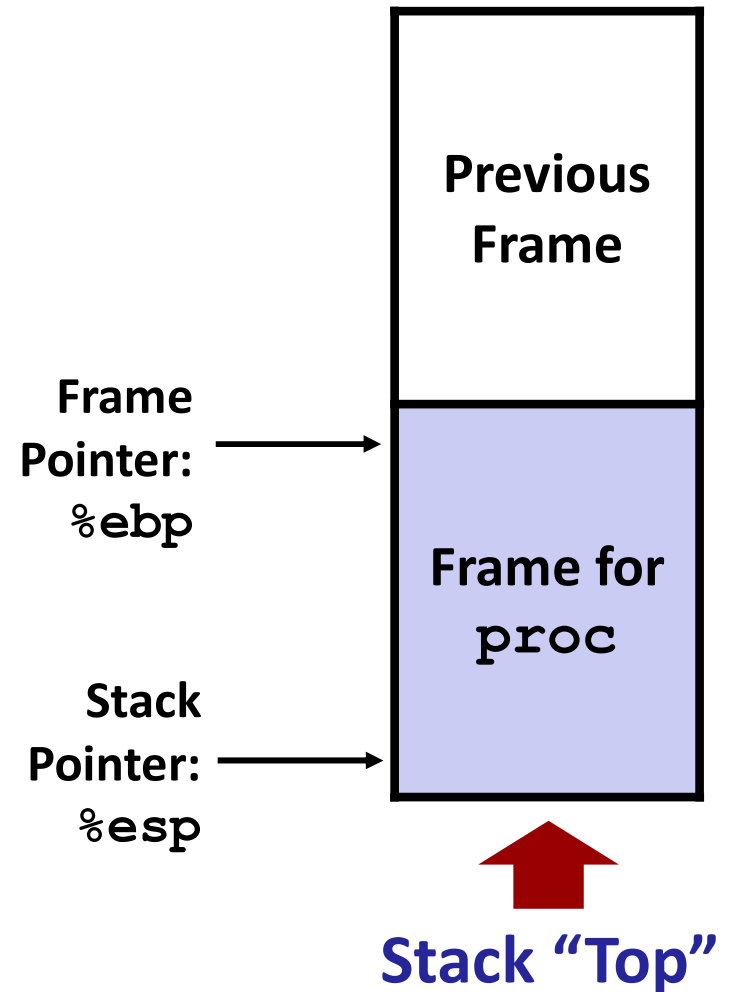 Previous
Frame
Frame
Pointer:
%ebp
Frame for
proc
Stack
Pointer:
%esp
Stack “Top”